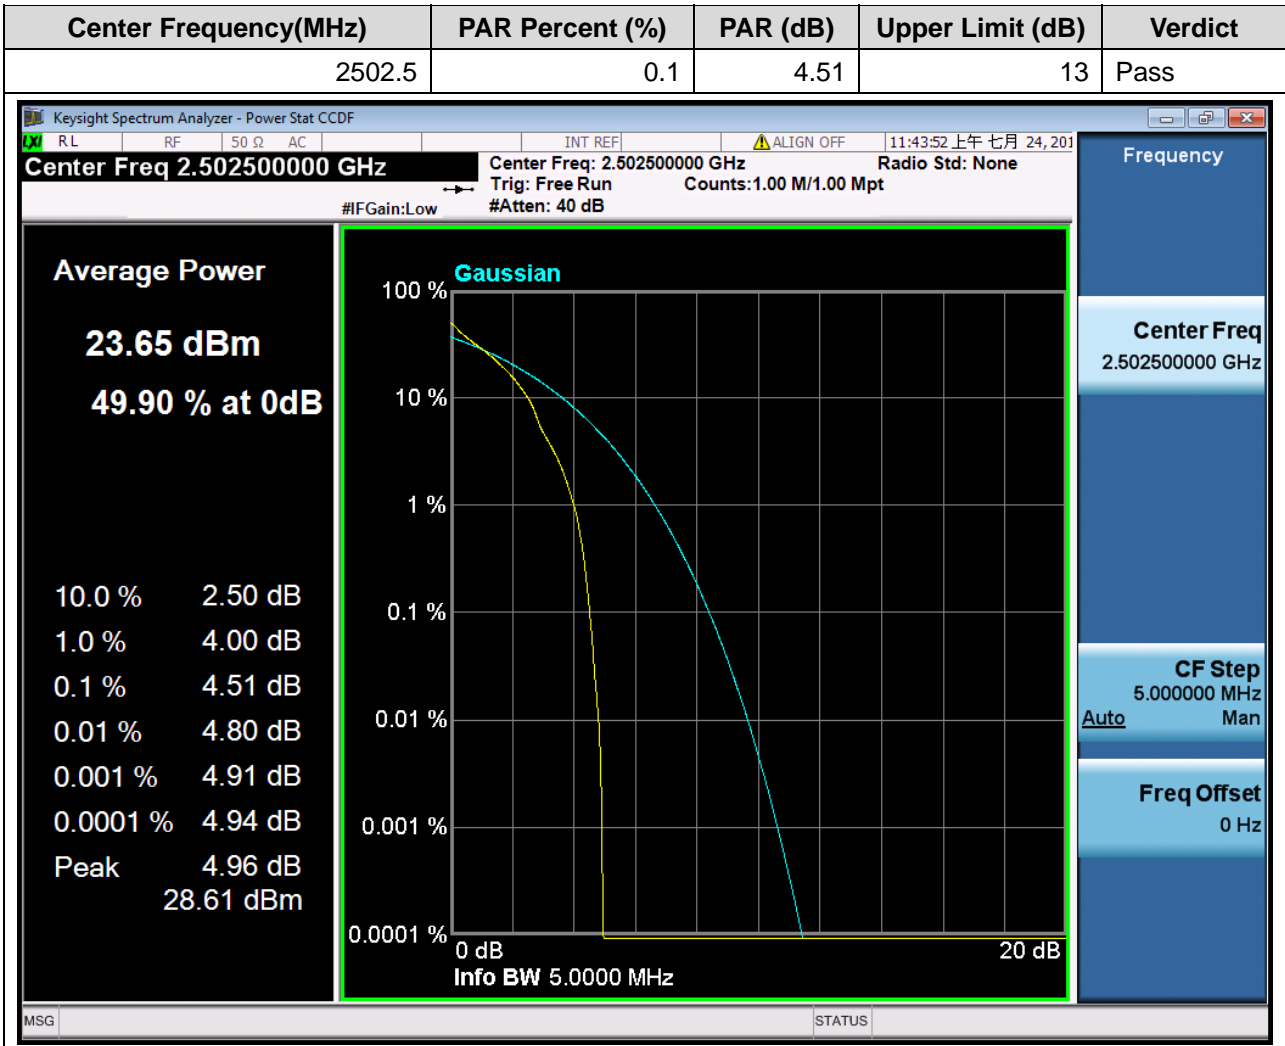 Center Frequency(MHz) PAR Percent (%) PAR (dB) Upper Limit (dB) Verdict
2502.5 0.1 4.51 13 Pass
Keysight Spectrum Analyzer - Power Stat CCDF
LXI RL RF 50 Ω AC INT REF ALIGN OFF 11:43:52 上午 七月 24, 201
Center Freq 2.502500000 GHz
Center Freq: 2.502500000 GHz Radio Std: None
Trig: Free Run Counts:1.00 M/1.00 Mpt
#IFGain:Low #Atten: 40 dB
Average Power
23.65 dBm
49.90 % at 0dB
10.0 % 2.50 dB
1.0 % 4.00 dB
0.1 % 4.51 dB
0.01 % 4.80 dB
0.001 % 4.91 dB
0.0001 % 4.94 dB
Peak 4.96 dB
28.61 dBm
Gaussian
100 %
10 %
1 %
0.1 %
0.01 %
0.001 %
0.0001 %
0 dB 20 dB
Info BW 5.0000 MHz
Frequency
Center Freq
2.502500000 GHz
CF Step
5.000000 MHz
Auto Man
Freq Offset
0 Hz
MSG STATUS